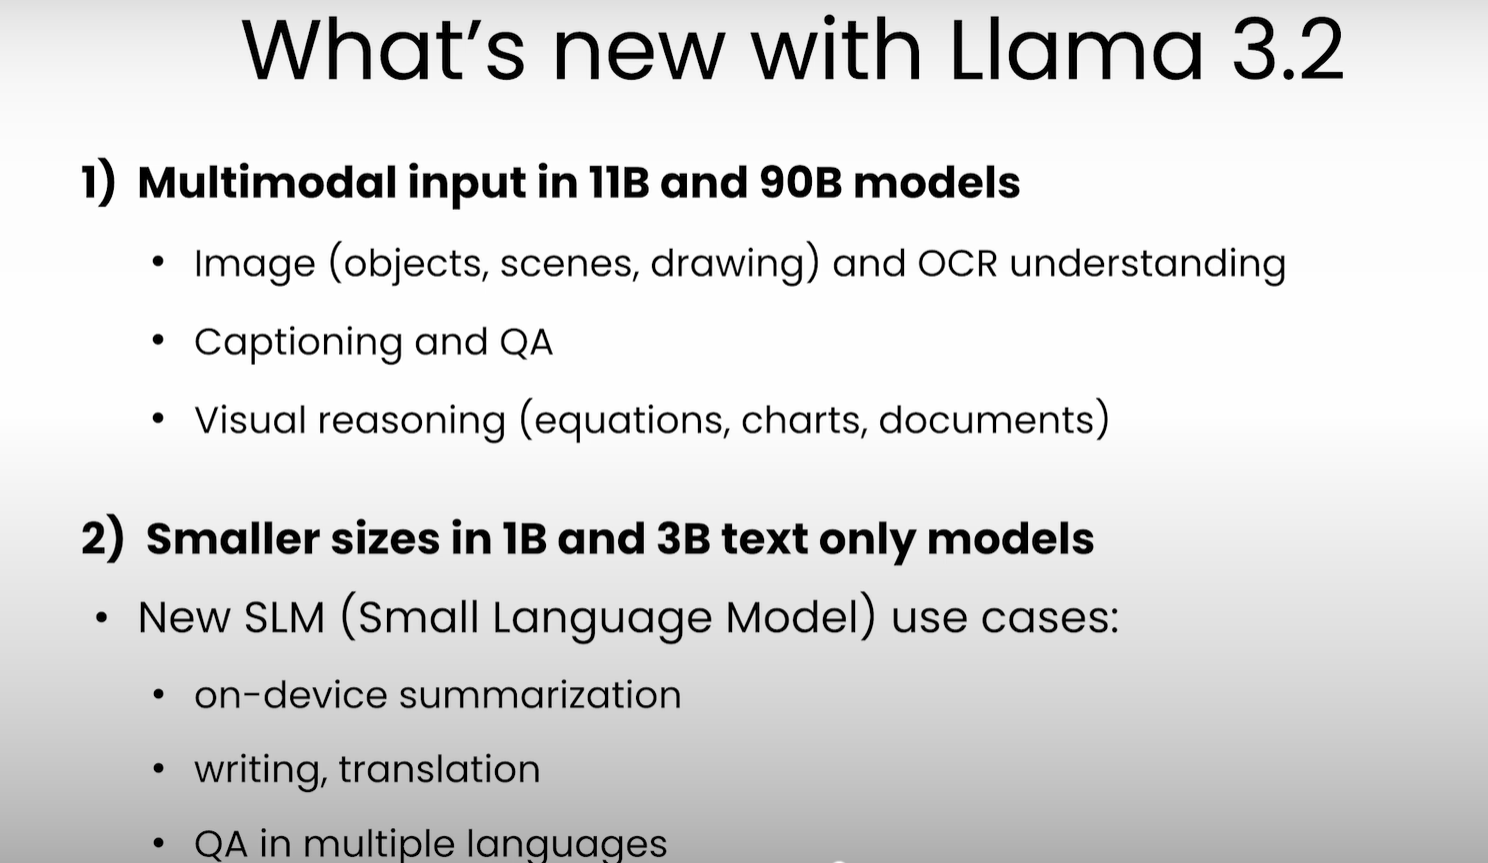 What’s new with Llama 3.2
1) Multimodal input in 11B and 90B models
• Image (objects, scenes, drawing) and OCR understanding
• Captioning and QA
• Visual reasoning (equations, charts, documents)
2) Smaller sizes in 1B and 3B text only models
• New SLM (Small Language Model) use cases:
• on-device summarization
• writing, translation
• QA in multiple languages